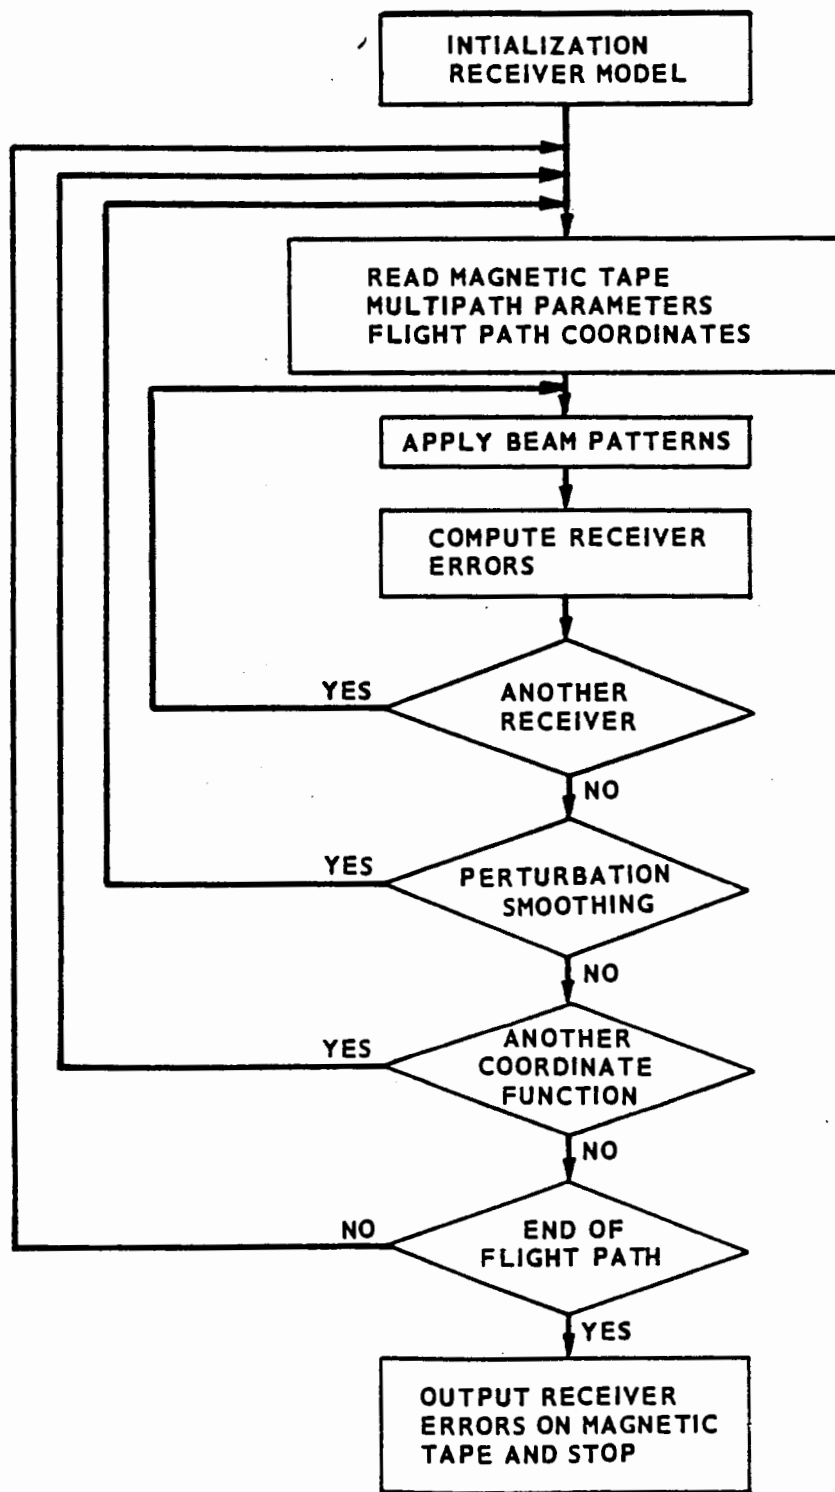 INTIALIZATION
RECEIVER MODEL
READ MAGNETIC TAPE
MULTIPATH PARAMETERS
FLIGHT PATH COORDINATES
APPLY BEAM PATTERNS
COMPUTE RECEIVER
ERRORS
YES
ANOTHER
RECEIVER
NO
YES
PERTURBATION
SMOOTHING
NO
YES
ANOTHER
COORDINATE
FUNCTION
NO
NO
END OF
FLIGHT PATH
YES
OUTPUT RECEIVER
ERRORS ON MAGNETIC
TAPE AND STOP